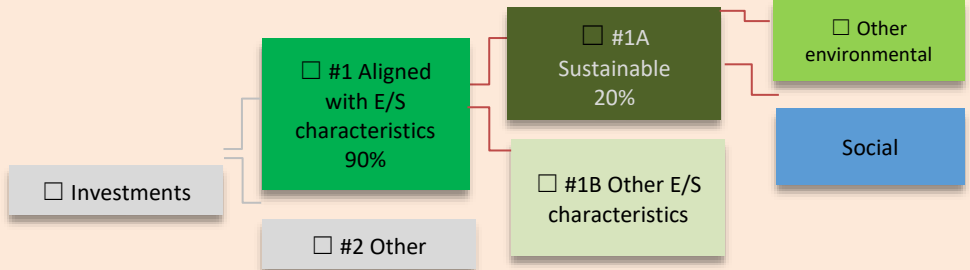 ☐ Investments
☐ #1 Aligned
with E/S
characteristics
90%
☐ #2 Other
☐ #1A
Sustainable
20%
☐ #1B Other E/S
characteristics
☐ Other
environmental
Social